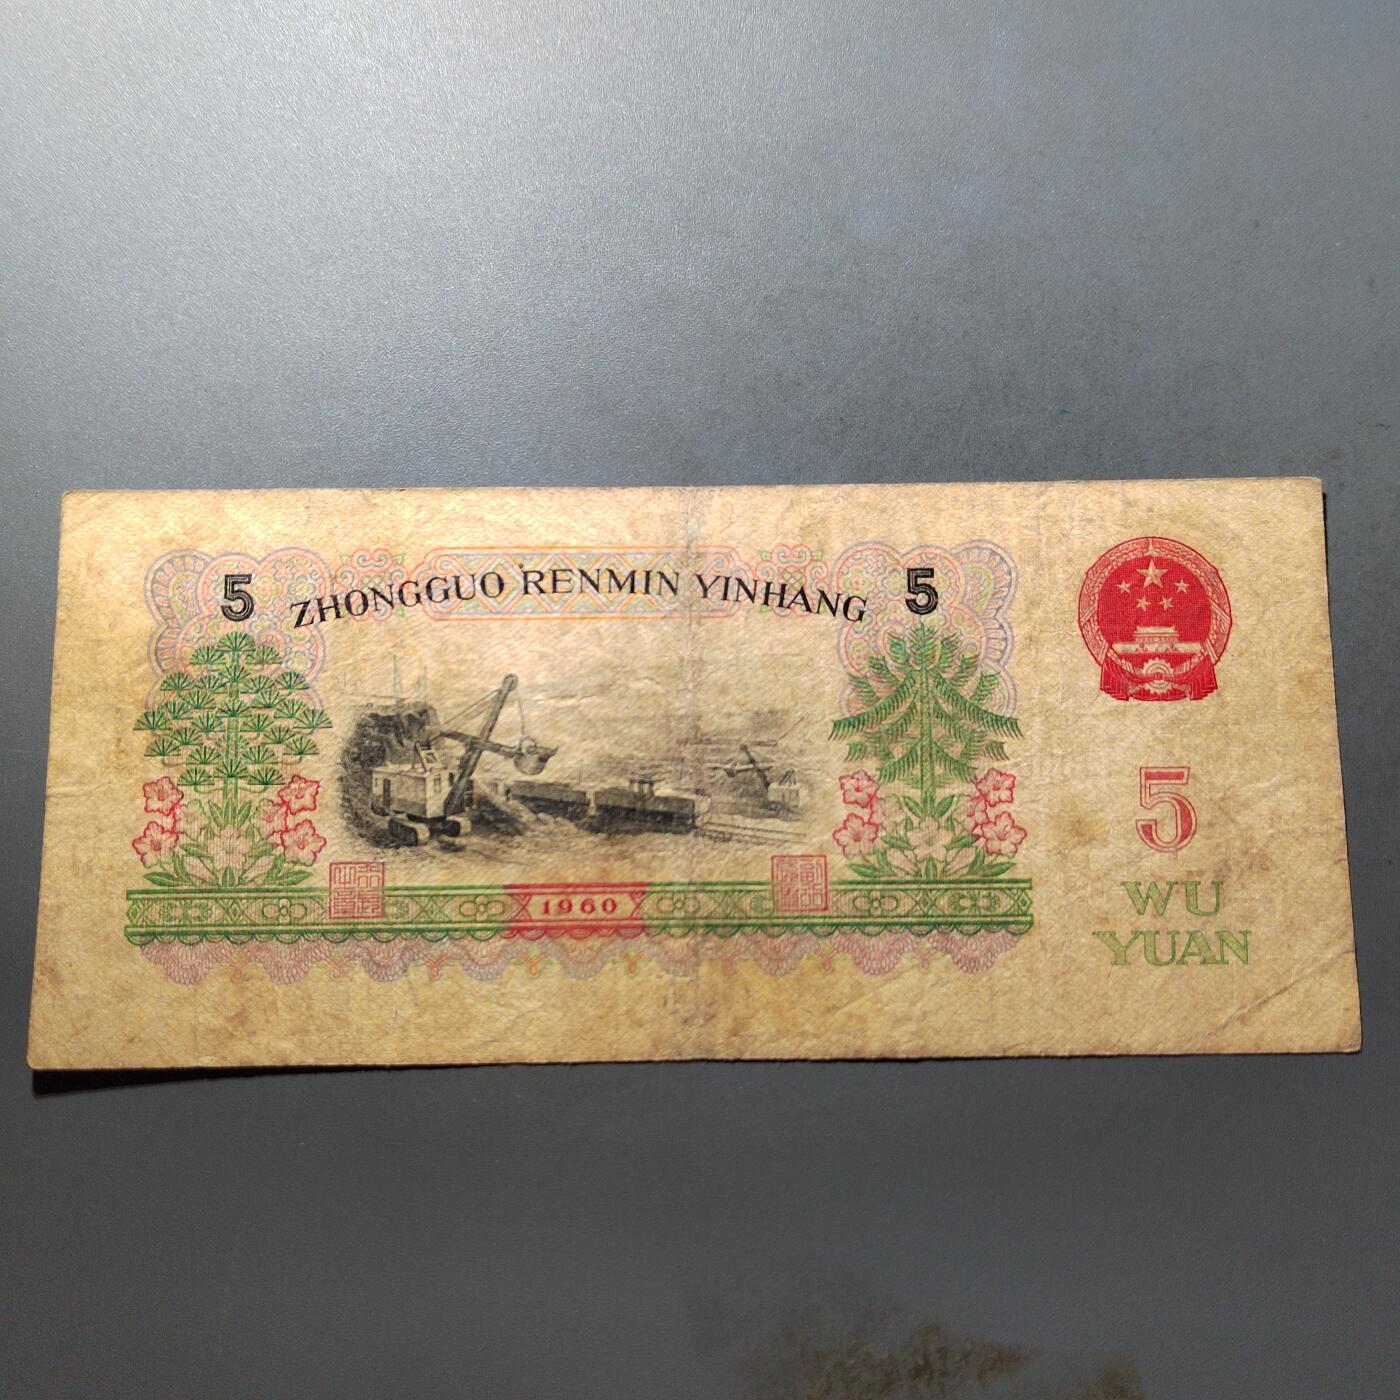 5 ZHONGGUO RENMIN YINHANG 5
1960
5
WU
YUAN